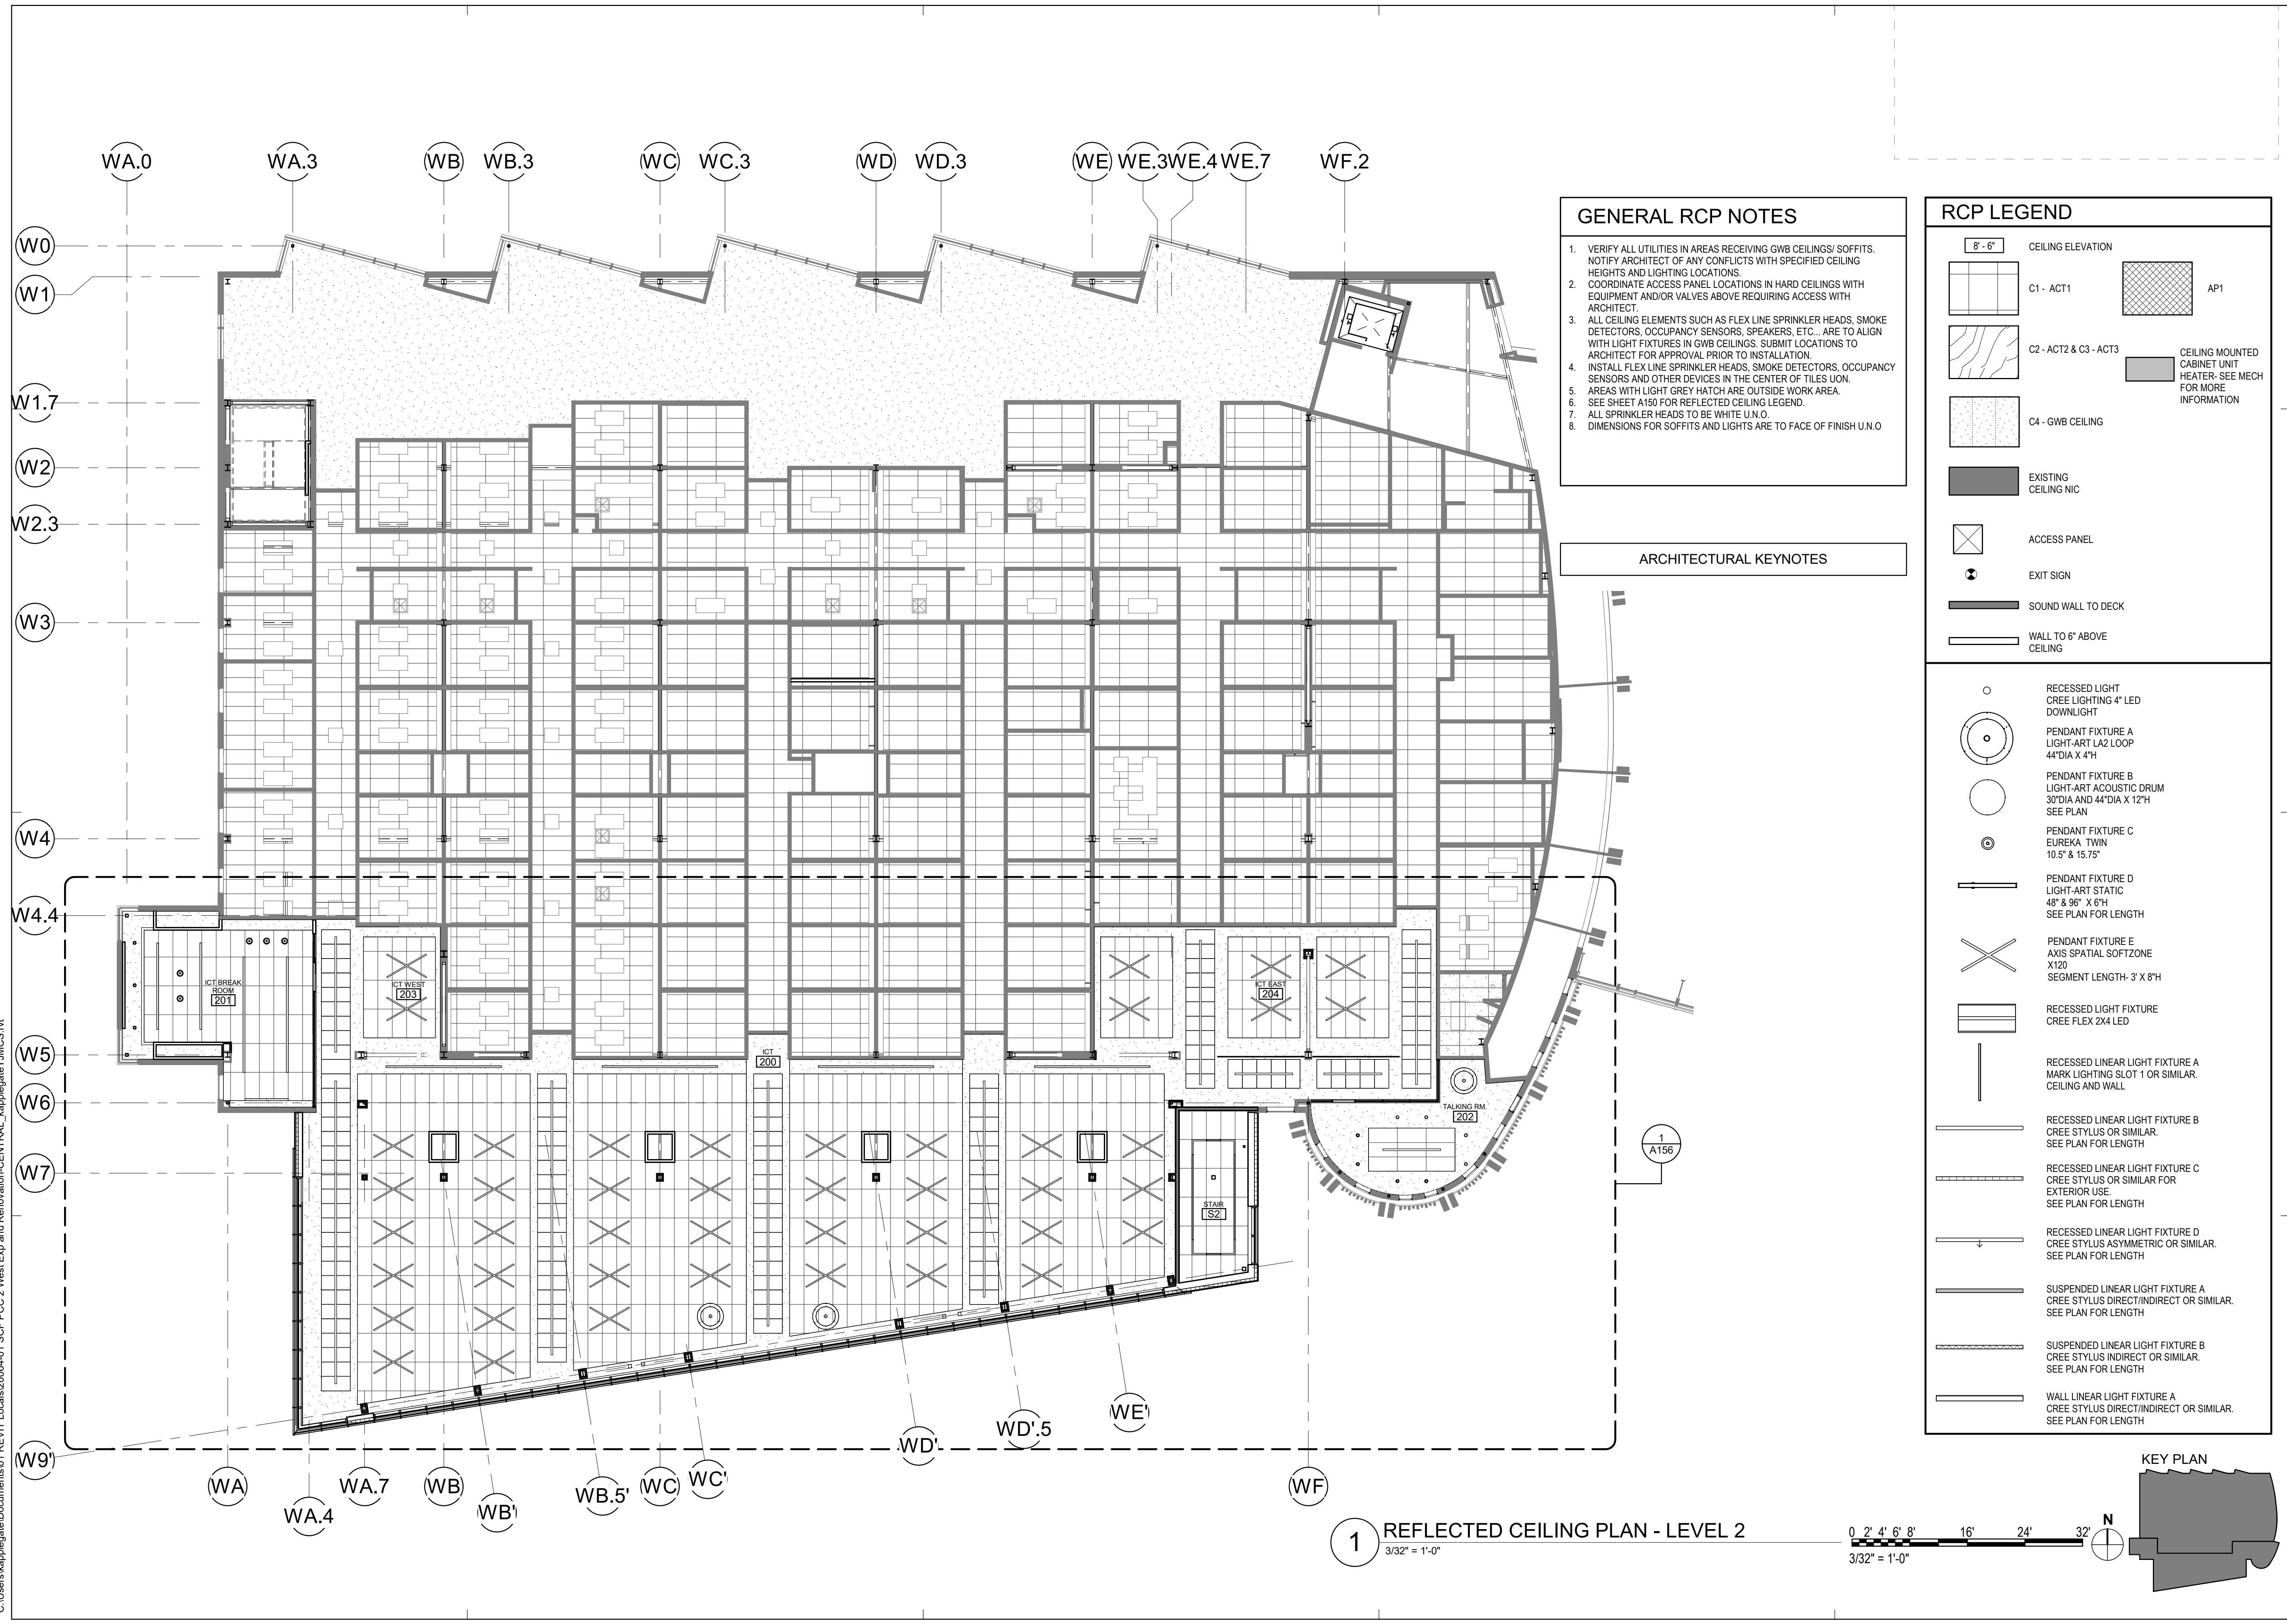 WA.0
WA.3
WB
WB.3
WC
WC.3
WD
WD.3
WE
WE.3
WE.4
WE.7
WF.2
W0
W1
W1.7
W2
W2.3
W3
W4
W4.4
W5
W6
W7
W9'
GENERAL RCP NOTES
1. VERIFY ALL UTILITIES IN AREAS RECEIVING GWB CEILINGS/ SOFFITS.
NOTIFY ARCHITECT OF ANY CONFLICTS WITH SPECIFIED CEILING
HEIGHTS AND LIGHTING LOCATIONS.
2. COORDINATE ACCESS PANEL LOCATIONS IN HARD CEILINGS WITH
EQUIPMENT AND/OR VALVES ABOVE REQUIRING ACCESS WITH
ARCHITECT.
3. ALL CEILING ELEMENTS SUCH AS FLEX LINE SPRINKLER HEADS, SMOKE
DETECTORS, OCCUPANCY SENSORS, SPEAKERS, ETC... ARE TO ALIGN
WITH LIGHT FIXTURES IN GWB CEILINGS. SUBMIT LOCATIONS TO
ARCHITECT FOR APPROVAL PRIOR TO INSTALLATION.
4. INSTALL FLEX LINE SPRINKLER HEADS, SMOKE DETECTORS, OCCUPANCY
SENSORS AND OTHER DEVICES IN THE CENTER OF TILES UON.
5. AREAS WITH LIGHT GREY HATCH ARE OUTSIDE WORK AREA.
6. SEE SHEET A150 FOR REFLECTED CEILING LEGEND.
7. ALL SPRINKLER HEADS TO BE WHITE U.N.O.
8. DIMENSIONS FOR SOFFITS AND LIGHTS ARE TO FACE OF FINISH U.N.O
ARCHITECTURAL KEYNOTES
RCP LEGEND
8' - 6"
CEILING ELEVATION
C1 - ACT1
AP1
C2 - ACT2 & C3 - ACT3
CEILING MOUNTED
CABINET UNIT
HEATER- SEE MECH
FOR MORE
INFORMATION
C4 - GWB CEILING
EXISTING
CEILING NIC
ACCESS PANEL
EXIT SIGN
SOUND WALL TO DECK
WALL TO 6" ABOVE
CEILING
RECESSED LIGHT
CREE LIGHTING 4" LED
DOWNLIGHT
PENDANT FIXTURE A
LIGHT-ART LA2 LOOP
44"DIA X 4"H
PENDANT FIXTURE B
LIGHT-ART ACOUSTIC DRUM
30"DIA AND 44"DIA X 12"H
SEE PLAN
PENDANT FIXTURE C
EUREKA TWIN
10.5" & 15.75"
PENDANT FIXTURE D
LIGHT-ART STATIC
48" & 96" X 6"H
SEE PLAN FOR LENGTH
PENDANT FIXTURE E
AXIS SPATIAL SOFTZONE
X120
SEGMENT LENGTH- 3' X 8"H
RECESSED LIGHT FIXTURE
CREE FLEX 2X4 LED
RECESSED LINEAR LIGHT FIXTURE A
MARK LIGHTING SLOT 1 OR SIMILAR.
CEILING AND WALL
RECESSED LINEAR LIGHT FIXTURE B
CREE STYLUS OR SIMILAR.
SEE PLAN FOR LENGTH
RECESSED LINEAR LIGHT FIXTURE C
CREE STYLUS OR SIMILAR FOR
EXTERIOR USE.
SEE PLAN FOR LENGTH
RECESSED LINEAR LIGHT FIXTURE D
CREE STYLUS ASYMMETRIC OR SIMILAR.
SEE PLAN FOR LENGTH
SUSPENDED LINEAR LIGHT FIXTURE A
CREE STYLUS DIRECT/INDIRECT OR SIMILAR.
SEE PLAN FOR LENGTH
SUSPENDED LINEAR LIGHT FIXTURE B
CREE STYLUS INDIRECT OR SIMILAR.
SEE PLAN FOR LENGTH
WALL LINEAR LIGHT FIXTURE A
CREE STYLUS DIRECT/INDIRECT OR SIMILAR.
SEE PLAN FOR LENGTH
ICT BREAK
ROOM
201
ICT WEST
203
ICT EAST
204
ICT
200
TALKING RM.
202
STAIR
S2
1
A156
WA
WA.4
WA.7
WB
WB'
WB.5'
WC
WC'
WD'
WD'.5
WE'
WF
1
REFLECTED CEILING PLAN - LEVEL 2
3/32" = 1'-0"
0 2' 4' 6' 8' 16' 24' 32'
3/32" = 1'-0"
N
KEY PLAN